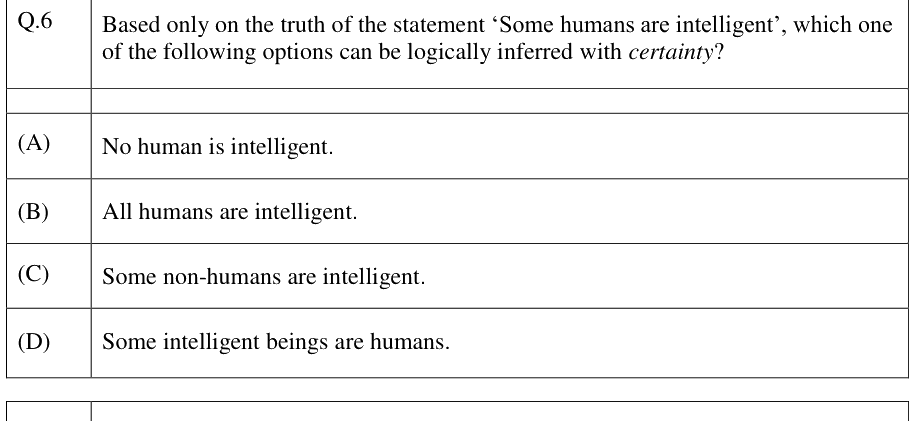 Q.6 Based only on the truth of the statement ‘Some humans are intelligent’, which one
of the following options can be logically inferred with certainty?
(A) No human is intelligent.
(B) All humans are intelligent.
(C) Some non-humans are intelligent.
(D) Some intelligent beings are humans.